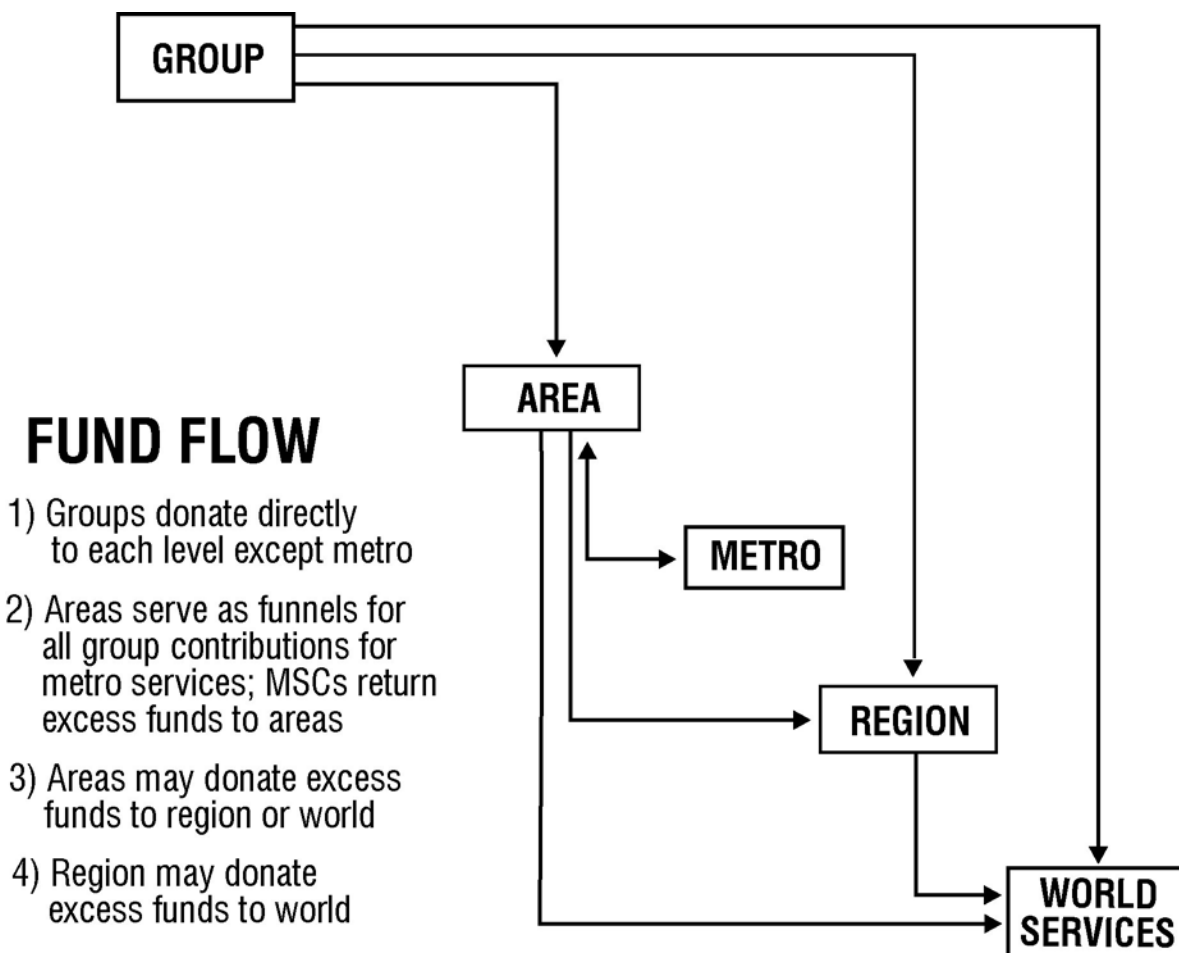 GROUP
AREA
FUND FLOW
1) Groups donate directly
to each level except metro
METRO
2) Areas serve as funnels for
all group contributions for
metro services; MSCs return
excess funds to areas
REGION
3) Areas may donate excess
funds to region or world
4) Region may donate
excess funds to world
WORLD
SERVICES